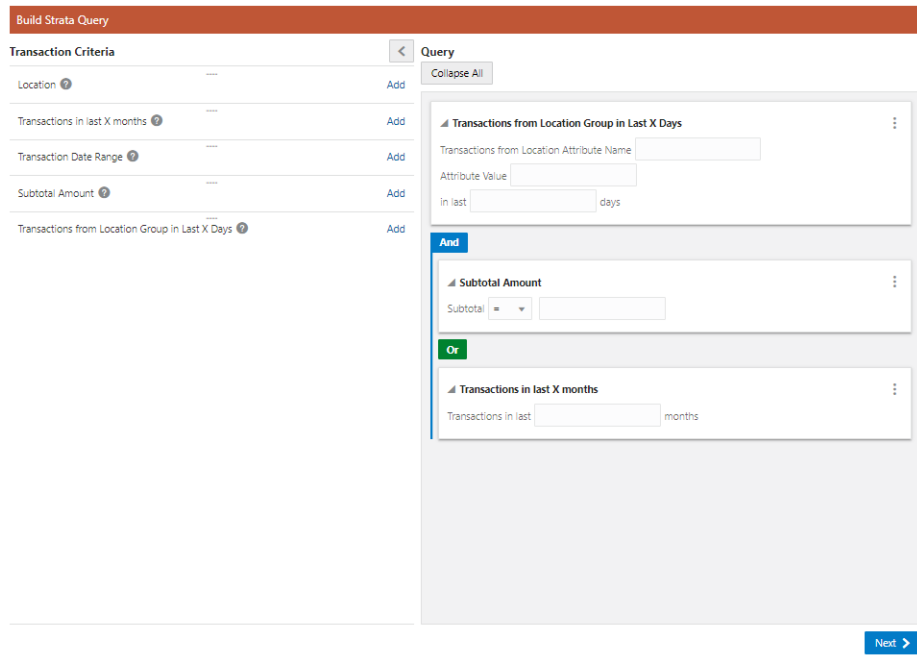 Build Strata Query
Transaction Criteria
Location ?
Add
Transactions in last X months ?
Add
Transaction Date Range ?
Add
Subtotal Amount ?
Add
Transactions from Location Group in Last X Days ?
Add
Query
Collapse All
Transactions from Location Group in Last X Days
Transactions from Location Attribute Name
Attribute Value
in last days
And
Subtotal Amount
Subtotal =
Or
Transactions in last X months
Transactions in last months
Next